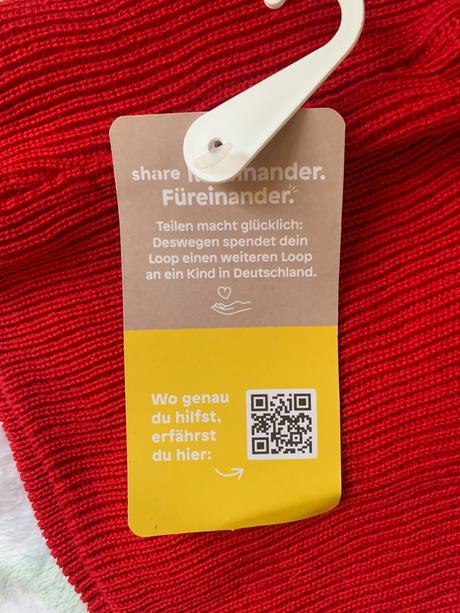 share
Füreinander.
Teilen macht glücklich:
Deswegen spendet dein
Loop einen weiteren Loop
an ein Kind in Deutschland.
Wo genau
du hilfst,
erfährst
du hier: